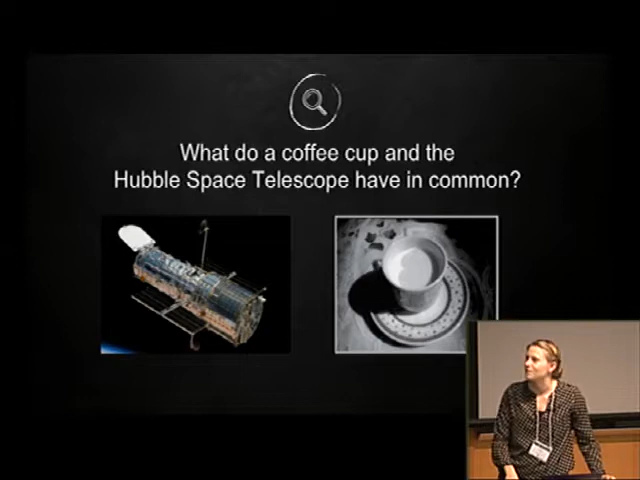 What do a coffee cup and the
Hubble Space Telescope have in common?